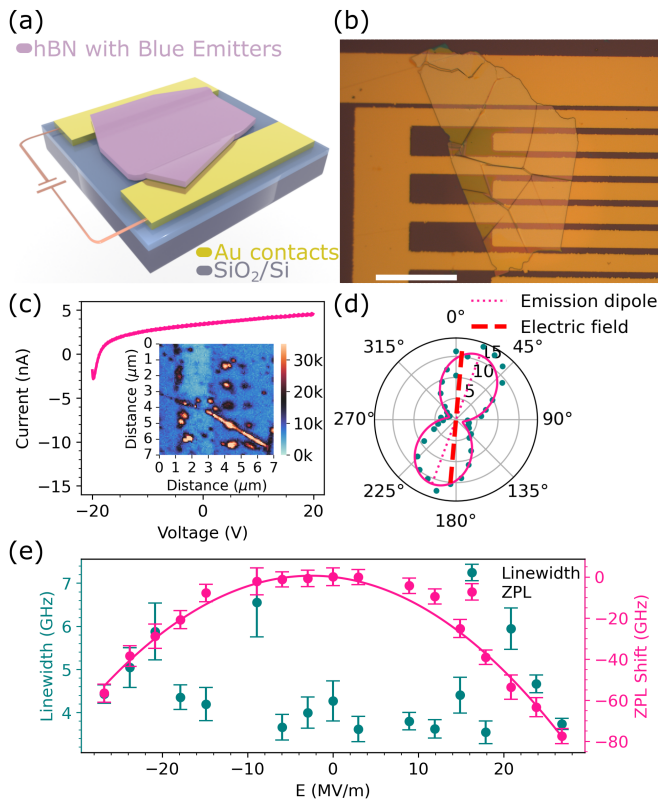 (a)
hBN with Blue Emitters
Au contacts
SiO₂/Si
(b)
(c)
Current (nA)
5
0
−5
−10
−15
−20
0
20
Voltage (V)
Distance (μm)
0
1
2
3
4
5
6
7
0 1 2 3 4 5 6 7
Distance (μm)
30k
20k
10k
0k
(d)
Emission dipole
Electric field
0°
45°
90°
135°
180°
225°
270°
315°
5
10
15
(e)
Linewidth (GHz)
7
6
5
4
Linewidth
ZPL
0
−20
−40
−60
−80
ZPL Shift (GHz)
−20
−10
0
10
20
E (MV/m)